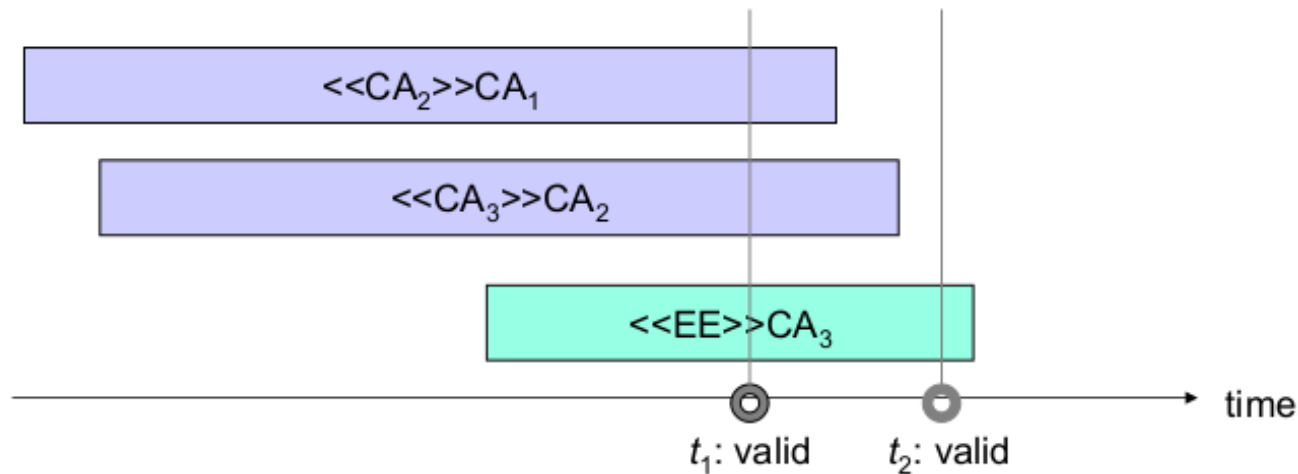 <<CA₂>>CA₁
<<CA₃>>CA₂
<<EE>>CA₃
time
t₁: valid
t₂: valid